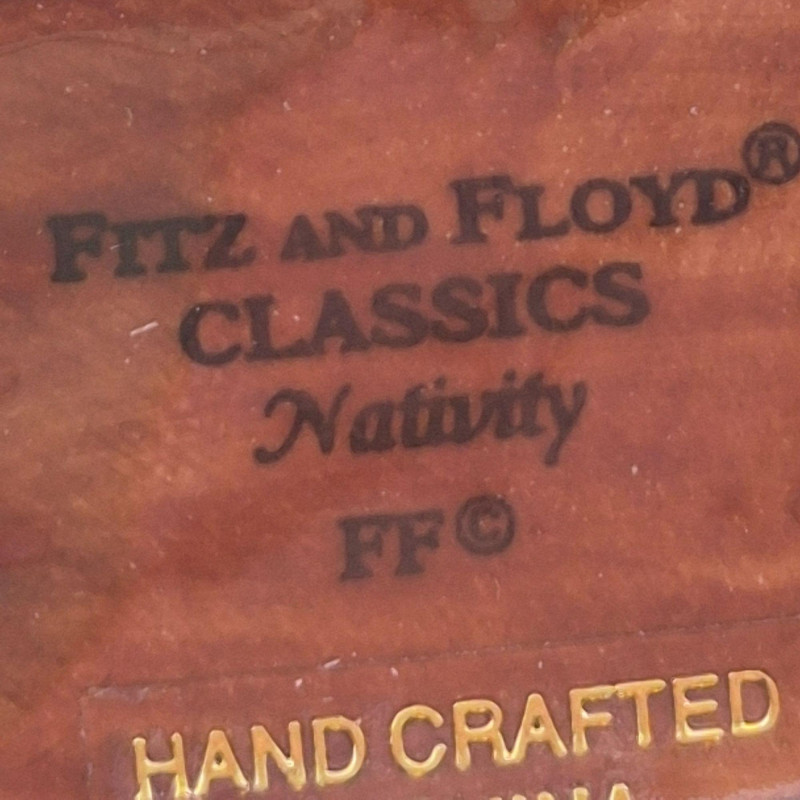 FITZ AND FLOYD®
CLASSICS
Nativity
FF©
HAND CRAFTED